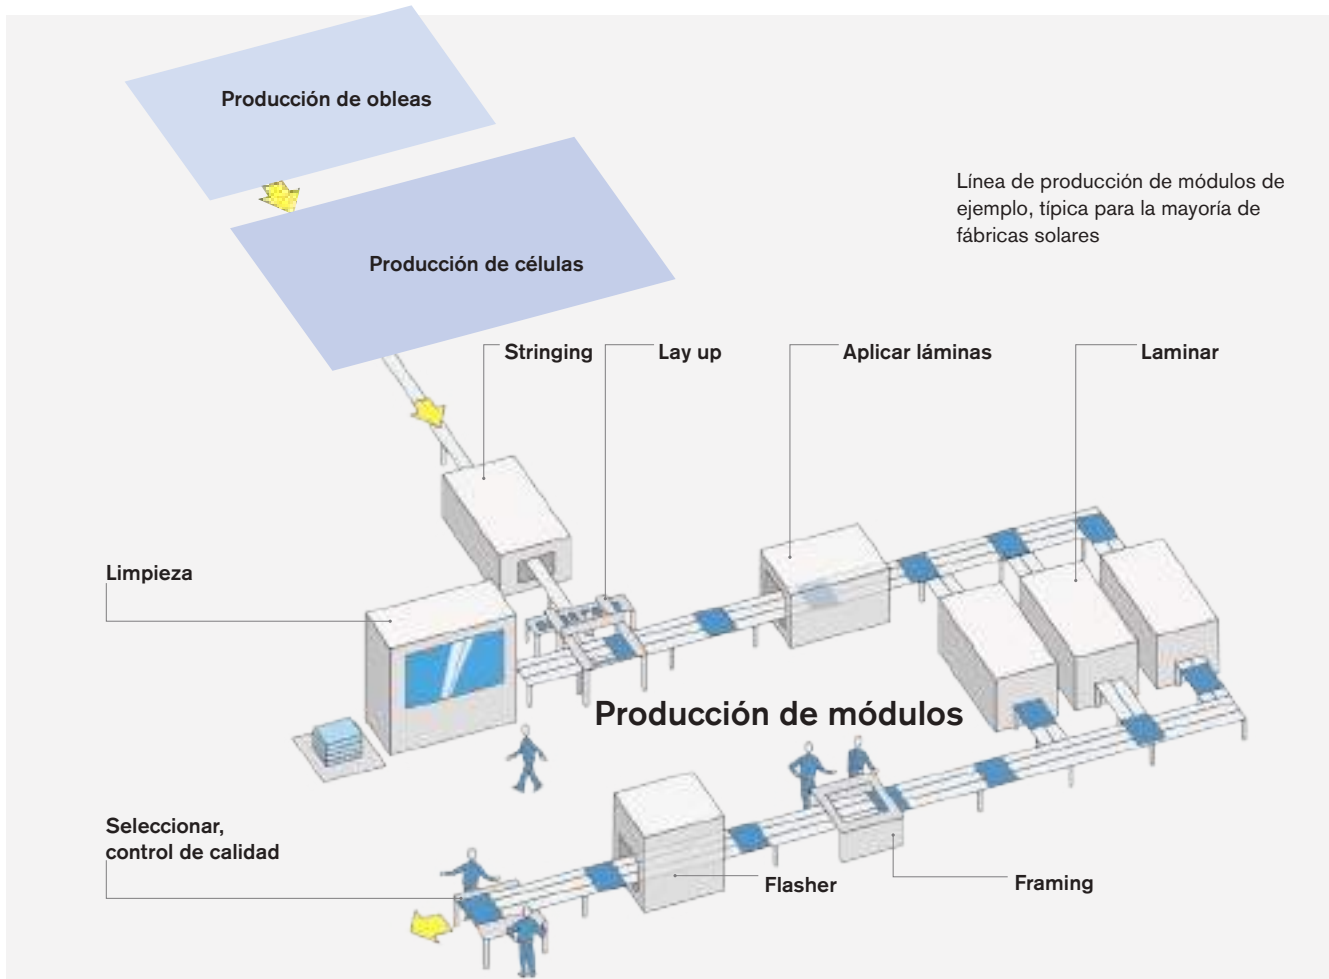 Producción de obleas
Producción de células
Línea de producción de módulos de
ejemplo, típica para la mayoría de
fábricas solares
Stringing
Lay up
Aplicar láminas
Laminar
Limpieza
Producción de módulos
Seleccionar,
control de calidad
Flasher
Framing